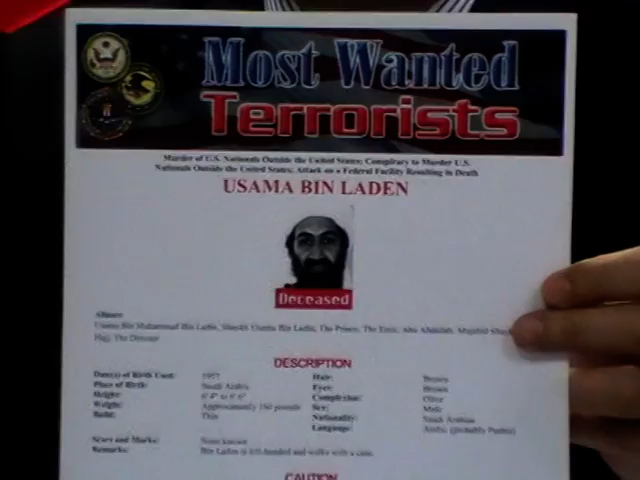 Most Wanted
Terrorists
Murder of U.S. Nationals Outside the United States; Conspiracy to Murder U.S.
Nationals Outside the United States; Attack on a Federal Facility Resulting in Death
USAMA BIN LADEN
Deceased
Aliases:
Usama Bin Muhammad Bin Ladin, Shaykh Usama Bin Ladin, The Prince, The Emir, Abu Abdallah, Mujahid Shay
Hajj, The Director
DESCRIPTION
Date(s) of Birth Used: 1957 Hair: Brown
Place of Birth: Saudi Arabia Eyes: Brown
Height: 6'4" to 6'6" Complexion: Olive
Weight: Approximately 160 pounds Sex: Male
Build: Thin Nationality: Saudi Arabian
Language: Arabic (probably Pashtu)
Scars and Marks: None known
Remarks: Bin Laden is left-handed and walks with a cane.
CAUTION